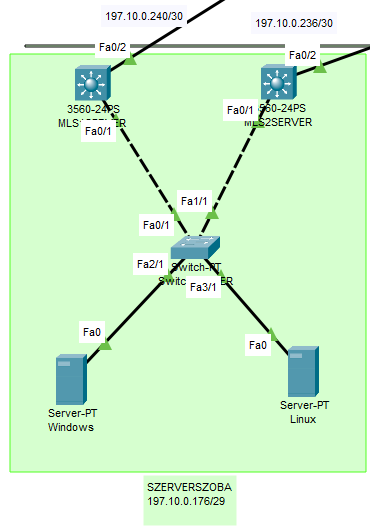 197.10.0.240/30
197.10.0.236/30
Fa0/2
Fa0/2
3560-24PS
Fa0/1
Fa0/1
560-24PS
MLS2SERVER
Fa1/1
Fa0/1
Fa2/1
Switch-PT
Fa3/1
Fa0
Fa0
Server-PT
Windows
Server-PT
Linux
SZERVERSZOBA
197.10.0.176/29